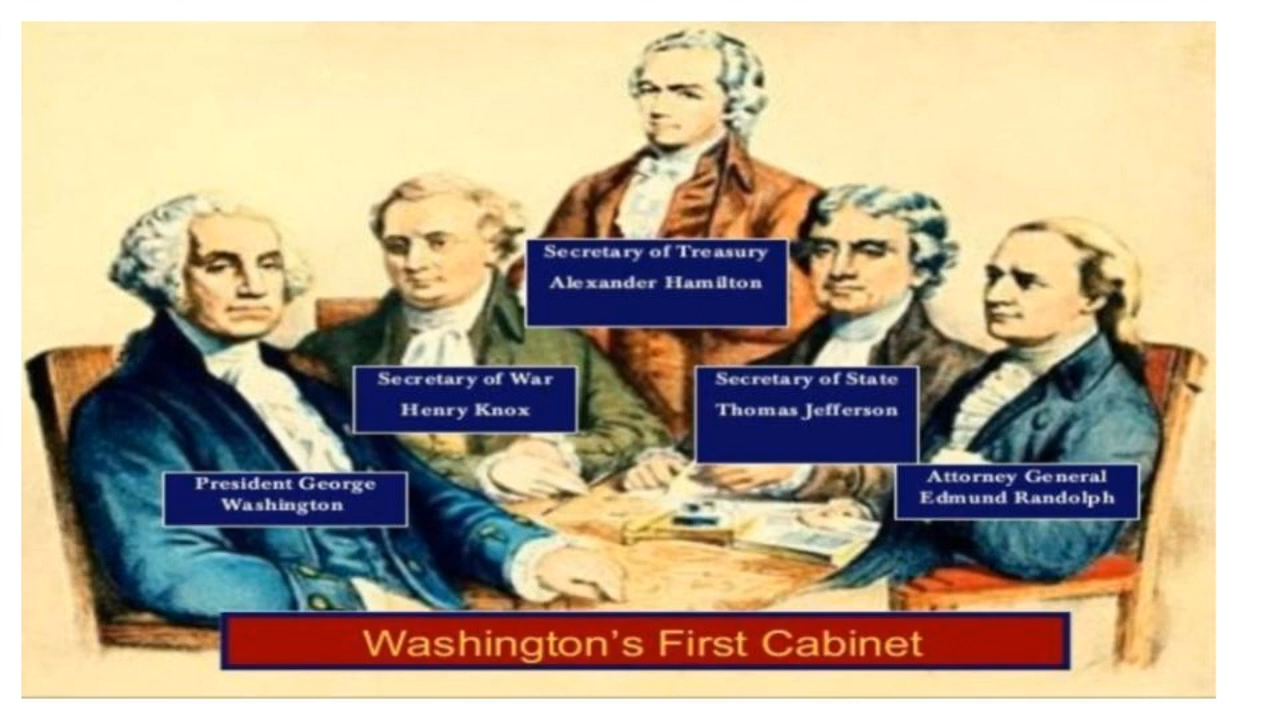 Secretary of Treasury
Alexander Hamilton
Secretary of War
Henry Knox
Secretary of State
Thomas Jefferson
President George
Washington
Attorney General
Edmund Randolph
Washington's First Cabinet